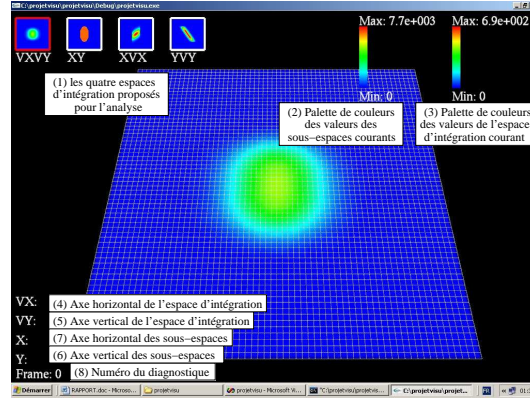 C:\projetvisu\Debug\projetvisu.exe
VXVY XY XVX YVY
Max: 7.7e+003
Max: 6.9e+002
Min: 0
Min: 0
(1) les quatre espaces
d'intégration proposés
pour l'analyse
(2) Palette de couleurs
des valeurs des
sous−espaces courants
(3) Palette de couleurs
des valeurs de l'espace
d'intégration courant
VX: (4) Axe horizontal de l'espace d'intégration
VY: (5) Axe vertical de l'espace d'intégration
X: (7) Axe horizontal des sous−espaces
Y: (6) Axe vertical des sous−espaces
Frame: 0 (8) Numéro du diagnostique
Démarrer RAPPORT.doc - Microso... projetvisu projetvisu - Microsoft Vi... "C:\projetvisu\projetvis... C:\projetvisu\projet... FR